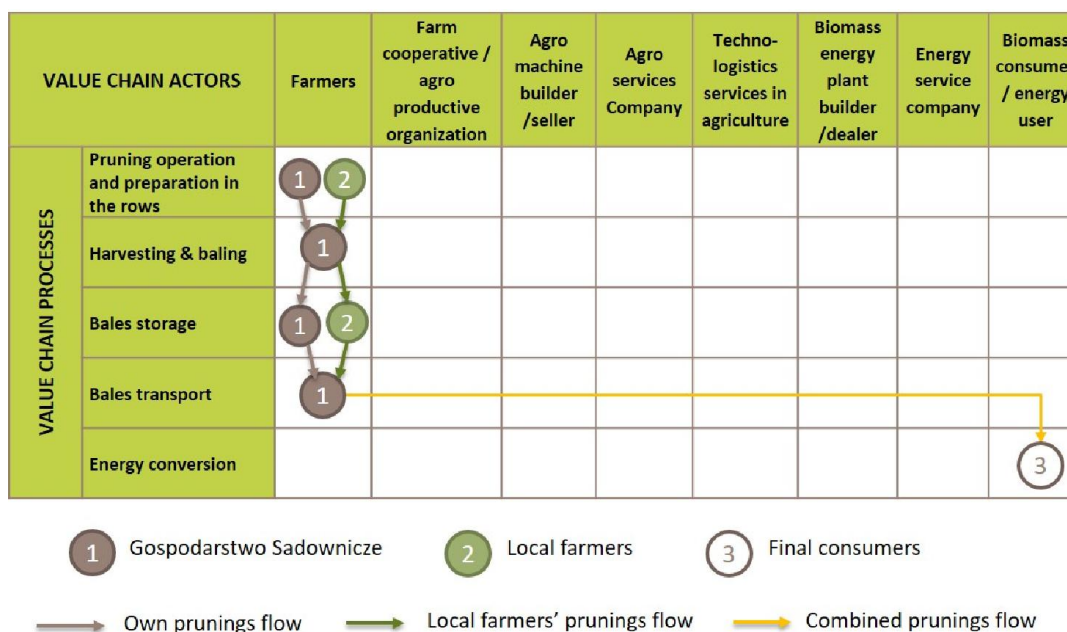 VALUE CHAIN ACTORS
Farmers
Farm
cooperative /
agro
productive
organization
Agro
machine
builder
/seller
Agro
services
Company
Techno-
logistics
services in
agriculture
Biomass
energy
plant
builder
/dealer
Energy
service
company
Biomass
consumer
/ energy
user
VALUE CHAIN PROCESSES
Pruning operation
and preparation in
the rows
1 2
Harvesting & baling
1
Bales storage
1 2
Bales transport
1
Energy conversion
3
1 Gospodarstwo Sadownicze 2 Local farmers 3 Final consumers
Own prunings flow Local farmers' prunings flow Combined prunings flow